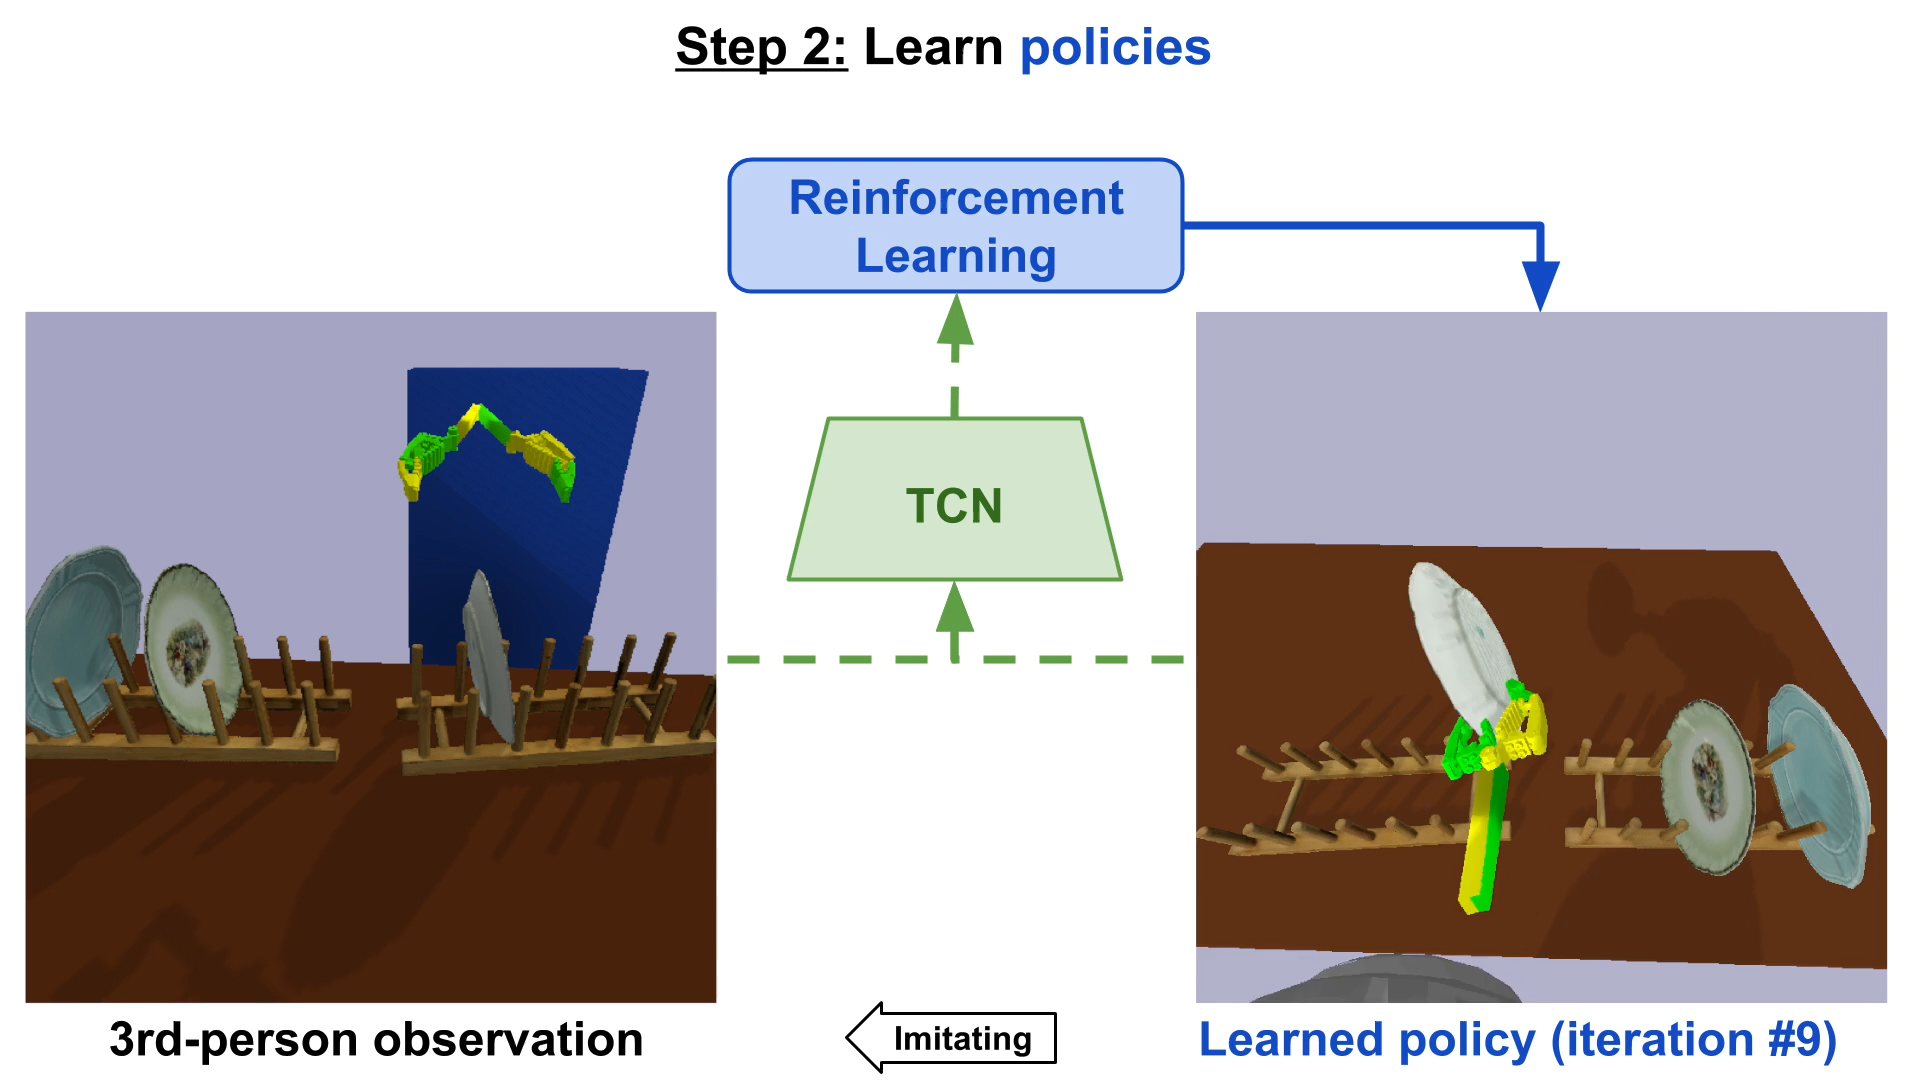 Step 2: Learn policies
Reinforcement
Learning
TCN
3rd-person observation
Imitating
Learned policy (iteration #9)